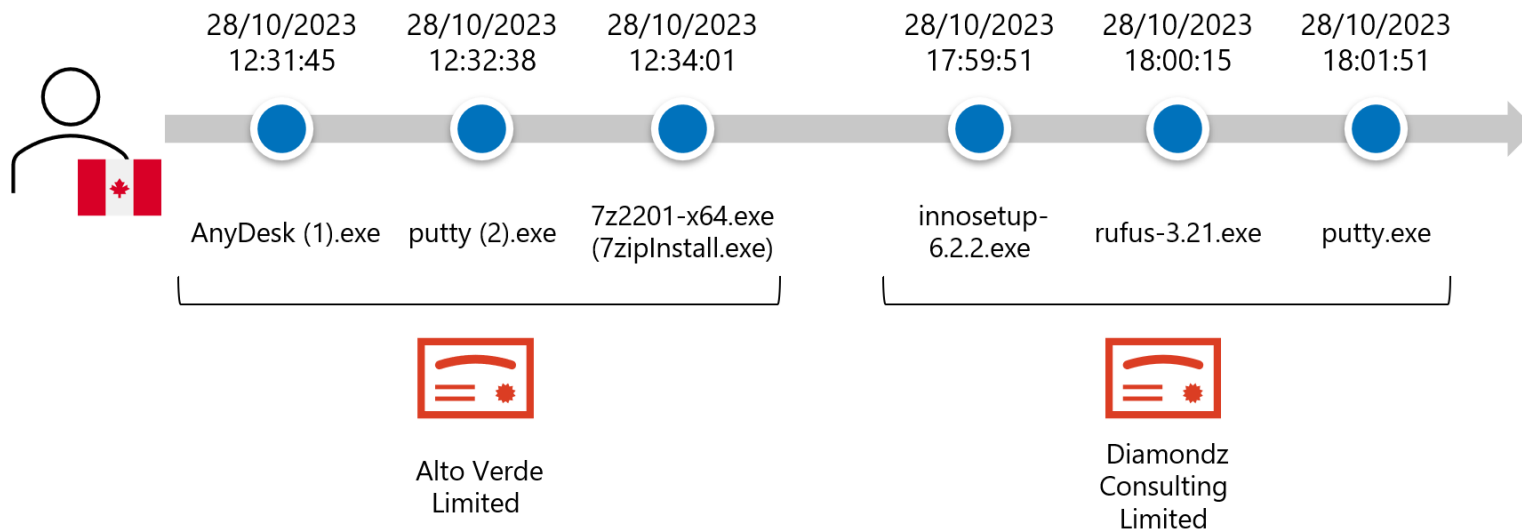 28/10/2023
12:31:45
28/10/2023
12:32:38
28/10/2023
12:34:01
28/10/2023
17:59:51
28/10/2023
18:00:15
28/10/2023
18:01:51
AnyDesk (1).exe
putty (2).exe
7z2201-x64.exe
(7zipInstall.exe)
innosetup-
6.2.2.exe
rufus-3.21.exe
putty.exe
Alto Verde
Limited
Diamondz
Consulting
Limited